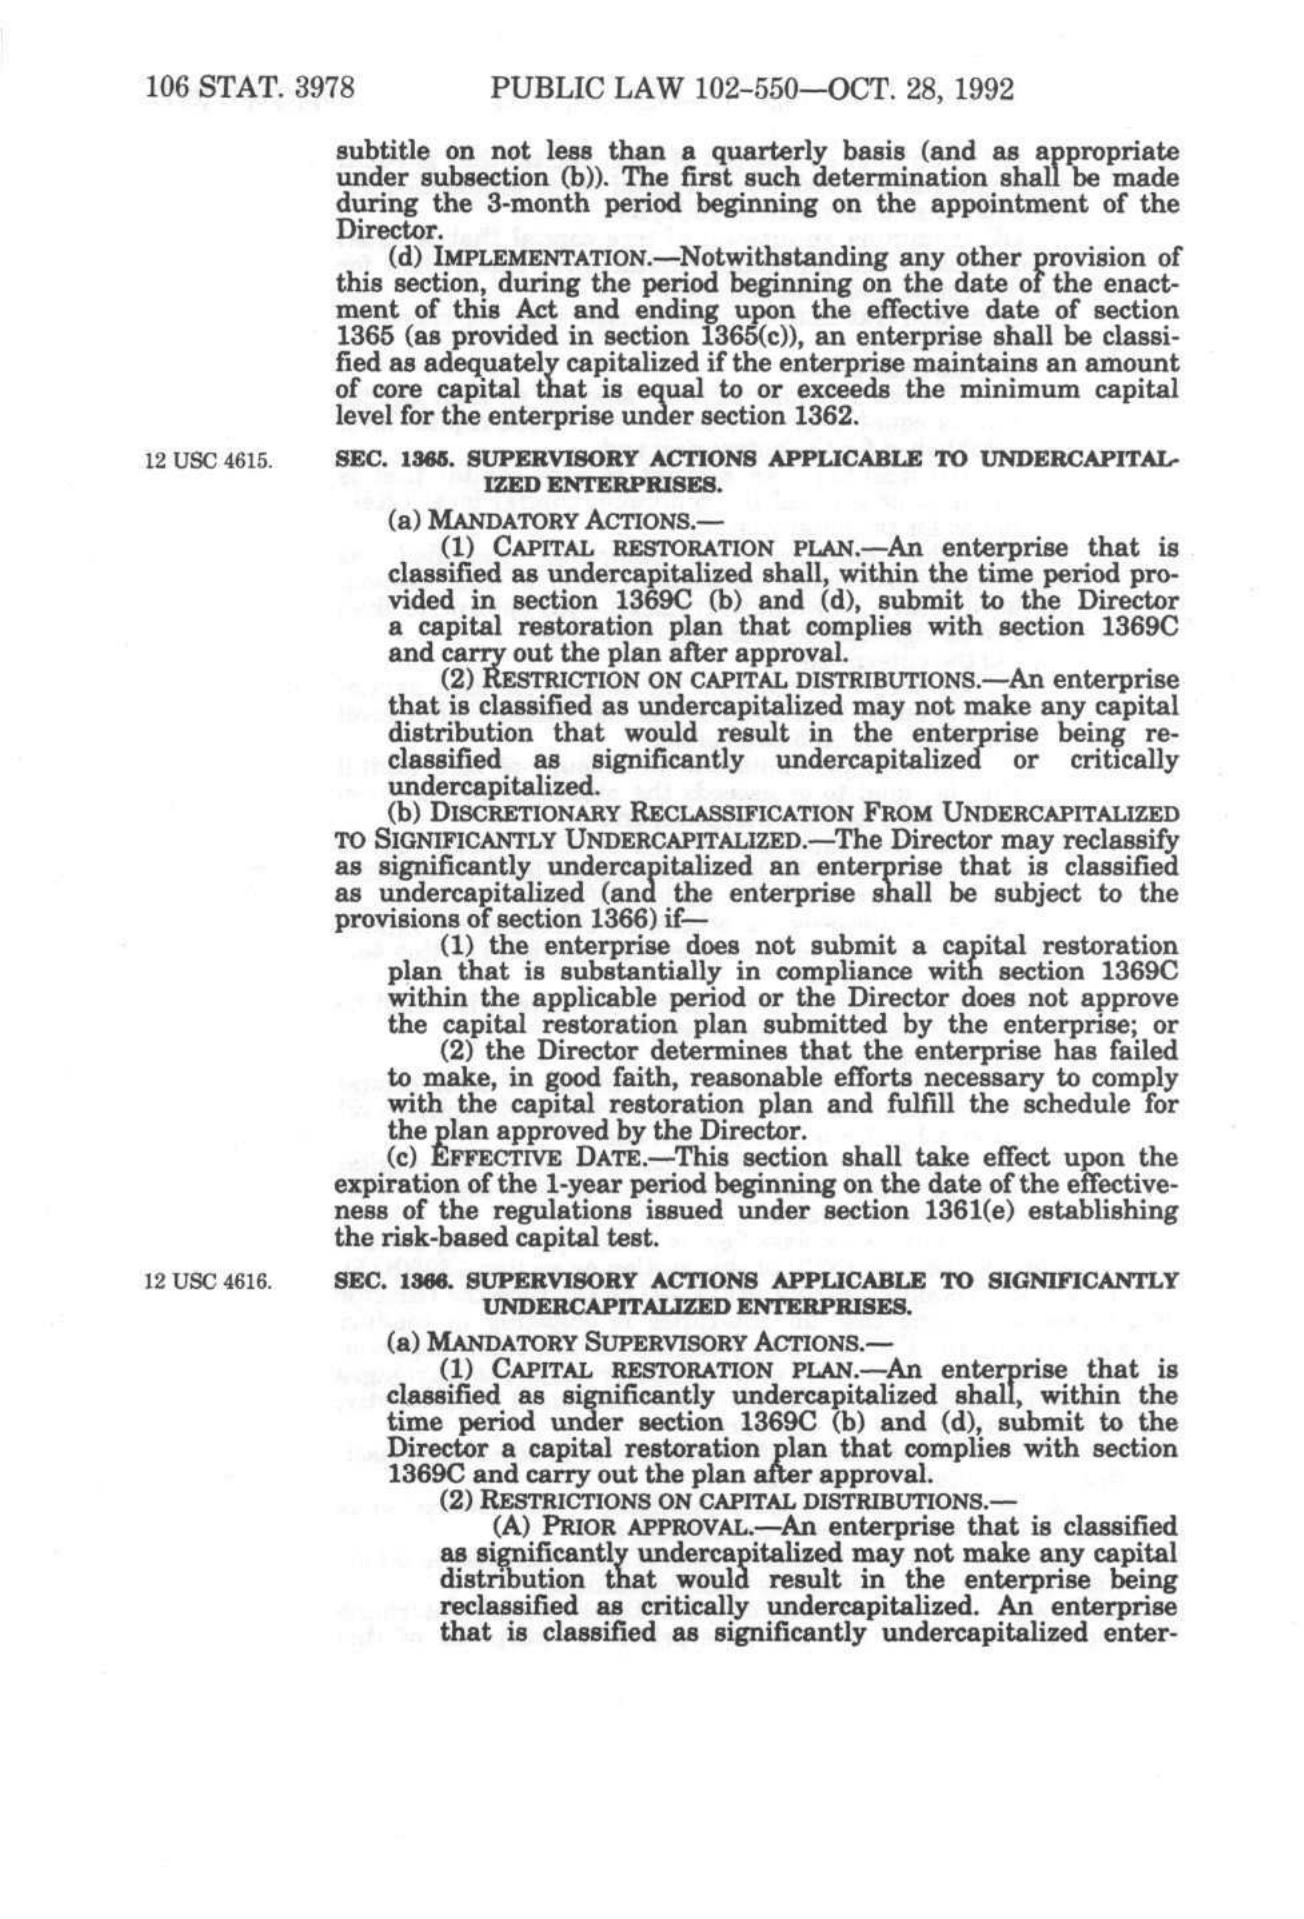 106 STAT. 3978 PUBLIC LAW 102-550—OCT. 28, 1992
subtitle on not less than a quarterly basis (and as appropriate
under subsection (b)). The first such determination shall be made
during the 3-month period beginning on the appointment of the
Director.
(d) IMPLEMENTATION.—Notwithstanding any other provision of
this section, during the period beginning on the date of the enact-
ment of this Act and ending upon the effective date of section
1365 (as provided in section 1365(c)), an enterprise shall be classi-
fied as adequately capitalized if the enterprise maintains an amount
of core capital that is equal to or exceeds the minimum capital
level for the enterprise under section 1362.
12 USC 4615. SEC. 1365. SUPERVISORY ACTIONS APPLICABLE TO UNDERCAPITAL-
IZED ENTERPRISES.
(a) MANDATORY ACTIONS.—
(1) CAPITAL RESTORATION PLAN.—An enterprise that is
classified as undercapitalized shall, within the time period pro-
vided in section 1369C (b) and (d), submit to the Director
a capital restoration plan that complies with section 1369C
and carry out the plan after approval.
(2) RESTRICTION ON CAPITAL DISTRIBUTIONS.—An enterprise
that is classified as undercapitalized may not make any capital
distribution that would result in the enterprise being re-
classified as significantly undercapitalized or critically
undercapitalized.
(b) DISCRETIONARY RECLASSIFICATION FROM UNDERCAPITALIZED
TO SIGNIFICANTLY UNDERCAPITALIZED.—The Director may reclassify
as significantly undercapitalized an enterprise that is classified
as undercapitalized (and the enterprise shall be subject to the
provisions of section 1366) if—
(1) the enterprise does not submit a capital restoration
plan that is substantially in compliance with section 1369C
within the applicable period or the Director does not approve
the capital restoration plan submitted by the enterprise; or
(2) the Director determines that the enterprise has failed
to make, in good faith, reasonable efforts necessary to comply
with the capital restoration plan and fulfill the schedule for
the plan approved by the Director.
(c) EFFECTIVE DATE.—This section shall take effect upon the
expiration of the 1-year period beginning on the date of the effective-
ness of the regulations issued under section 1361(e) establishing
the risk-based capital test.
12 USC 4616. SEC. 1366. SUPERVISORY ACTIONS APPLICABLE TO SIGNIFICANTLY
UNDERCAPITALIZED ENTERPRISES.
(a) MANDATORY SUPERVISORY ACTIONS.—
(1) CAPITAL RESTORATION PLAN.—An enterprise that is
classified as significantly undercapitalized shall, within the
time period under section 1369C (b) and (d), submit to the
Director a capital restoration plan that complies with section
1369C and carry out the plan after approval.
(2) RESTRICTIONS ON CAPITAL DISTRIBUTIONS.—
(A) PRIOR APPROVAL.—An enterprise that is classified
as significantly undercapitalized may not make any capital
distribution that would result in the enterprise being
reclassified as critically undercapitalized. An enterprise
that is classified as significantly undercapitalized enter-